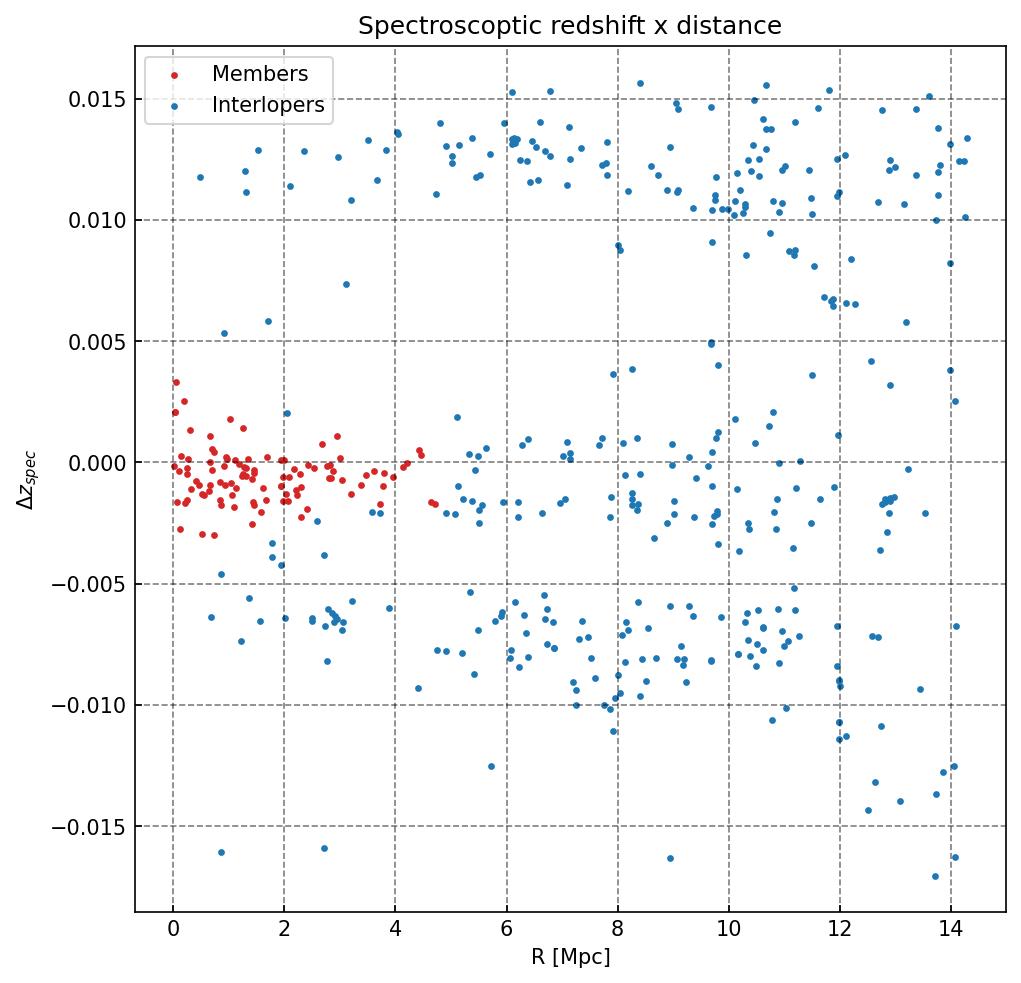 Spectroscoptic redshift x distance
Members
Interlopers
0.015
0.010
0.005
0.000
−0.005
−0.010
−0.015
Δz_spec
0 2 4 6 8 10 12 14
R [Mpc]